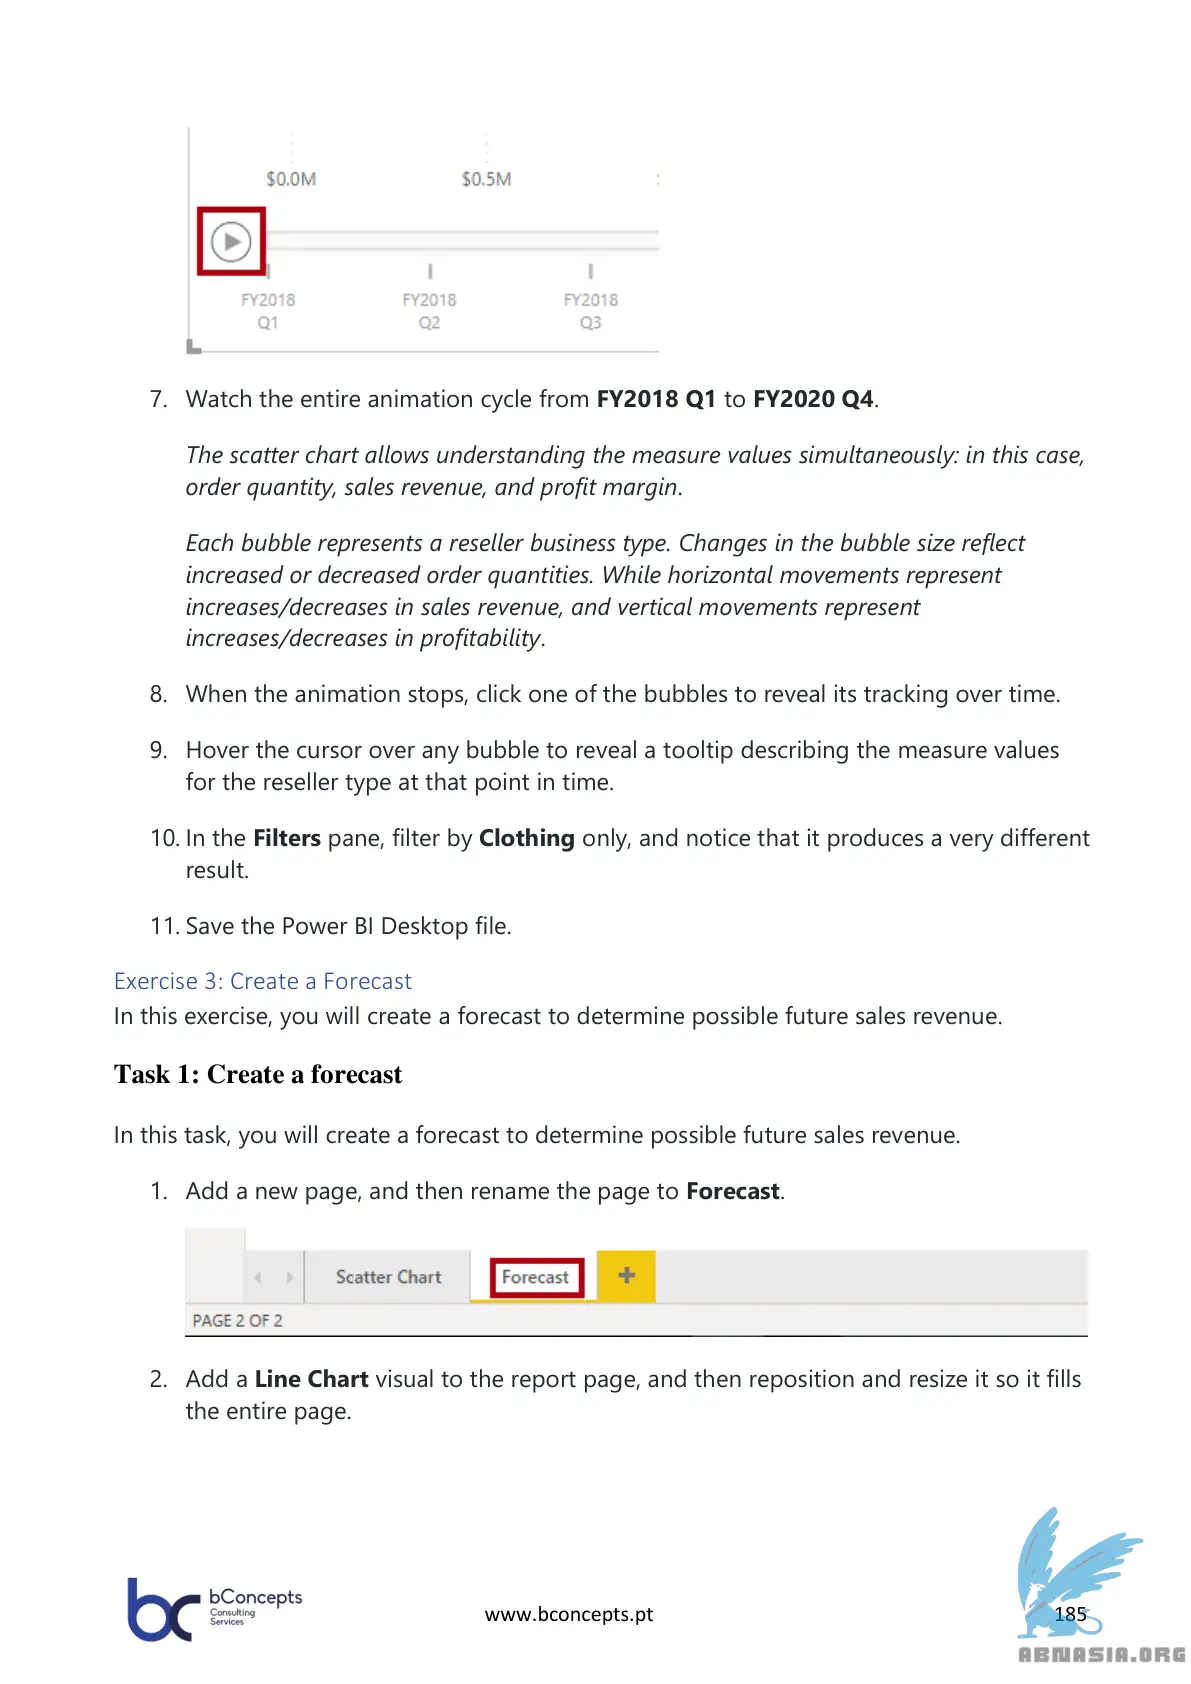 $0.0M $0.5M
FY2018 FY2018 FY2018
Q1 Q2 Q3
7. Watch the entire animation cycle from FY2018 Q1 to FY2020 Q4.
The scatter chart allows understanding the measure values simultaneously: in this case,
order quantity, sales revenue, and profit margin.
Each bubble represents a reseller business type. Changes in the bubble size reflect
increased or decreased order quantities. While horizontal movements represent
increases/decreases in sales revenue, and vertical movements represent
increases/decreases in profitability.
8. When the animation stops, click one of the bubbles to reveal its tracking over time.
9. Hover the cursor over any bubble to reveal a tooltip describing the measure values
for the reseller type at that point in time.
10. In the Filters pane, filter by Clothing only, and notice that it produces a very different
result.
11. Save the Power BI Desktop file.
Exercise 3: Create a Forecast
In this exercise, you will create a forecast to determine possible future sales revenue.
Task 1: Create a forecast
In this task, you will create a forecast to determine possible future sales revenue.
1. Add a new page, and then rename the page to Forecast.
Scatter Chart Forecast +
PAGE 2 OF 2
2. Add a Line Chart visual to the report page, and then reposition and resize it so it fills
the entire page.
bc bConcepts
Consulting
Services
www.bconcepts.pt
185
ABNASIA.ORG